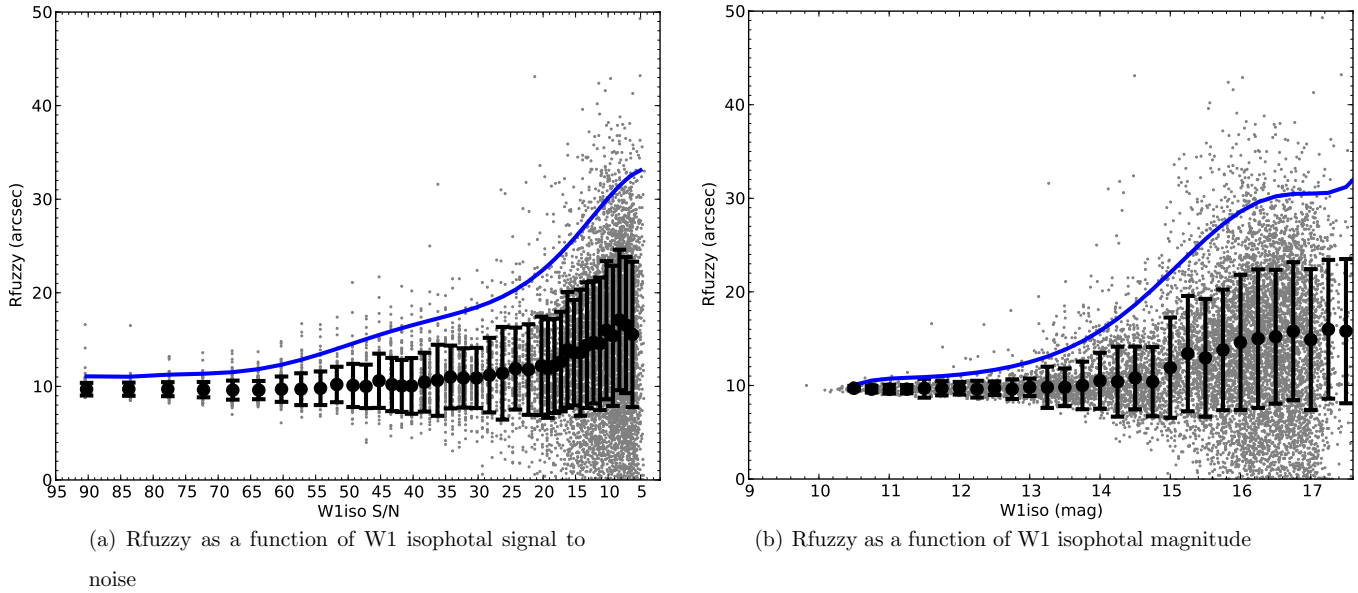 50
40
30
20
10
0
Rfuzzy (arcsec)
95 90 85 80 75 70 65 60 55 50 45 40 35 30 25 20 15 10 5
W1iso S/N
(a) Rfuzzy as a function of W1 isophotal signal to
noise
50
40
30
20
10
0
Rfuzzy (arcsec)
9 10 11 12 13 14 15 16 17
W1iso (mag)
(b) Rfuzzy as a function of W1 isophotal magnitude